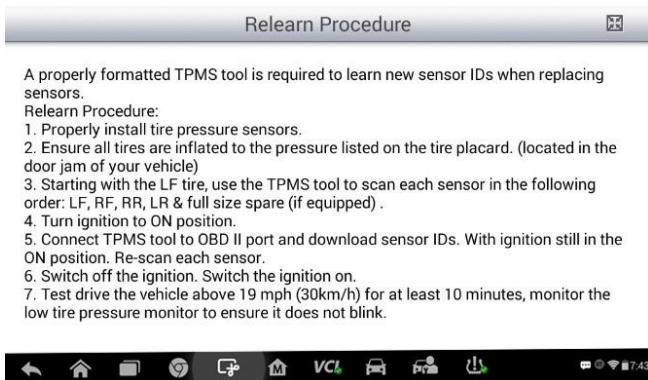 Relearn Procedure
A properly formatted TPMS tool is required to learn new sensor IDs when replacing
sensors.
Relearn Procedure:
1. Properly install tire pressure sensors.
2. Ensure all tires are inflated to the pressure listed on the tire placard. (located in the
door jam of your vehicle)
3. Starting with the LF tire, use the TPMS tool to scan each sensor in the following
order: LF, RF, RR, LR & full size spare (if equipped) .
4. Turn ignition to ON position.
5. Connect TPMS tool to OBD II port and download sensor IDs. With ignition still in the
ON position. Re-scan each sensor.
6. Switch off the ignition. Switch the ignition on.
7. Test drive the vehicle above 19 mph (30km/h) for at least 10 minutes, monitor the
low tire pressure monitor to ensure it does not blink.
M VCI 7:43